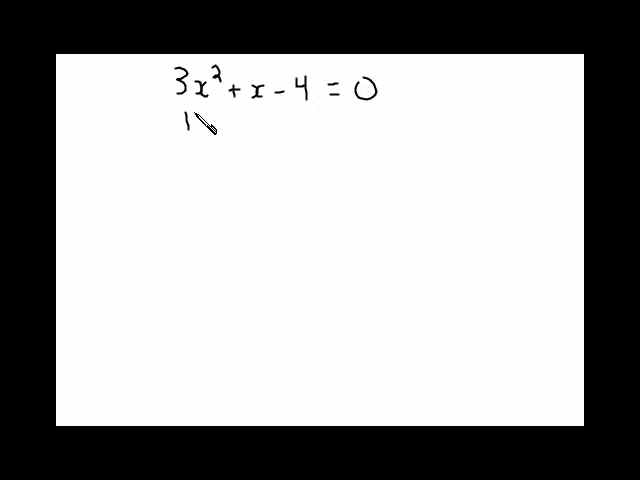 3x² + x - 4 = 0
1